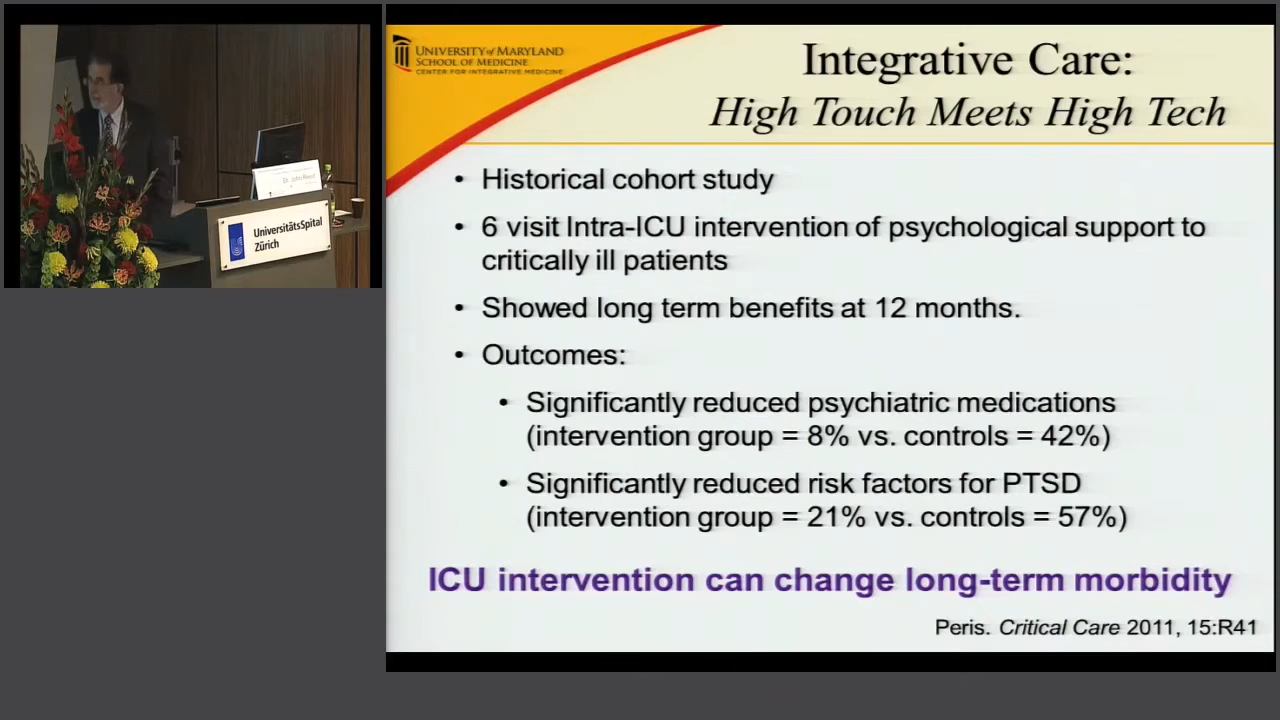 UNIVERSITY of MARYLAND
SCHOOL OF MEDICINE
CENTER FOR INTEGRATIVE MEDICINE
Integrative Care:
High Touch Meets High Tech
• Historical cohort study
• 6 visit Intra-ICU intervention of psychological support to
critically ill patients
• Showed long term benefits at 12 months.
• Outcomes:
• Significantly reduced psychiatric medications
(intervention group = 8% vs. controls = 42%)
• Significantly reduced risk factors for PTSD
(intervention group = 21% vs. controls = 57%)
ICU intervention can change long-term morbidity
Peris. Critical Care 2011, 15:R41
Dr. John Reed
UniversitätsSpital
Zürich